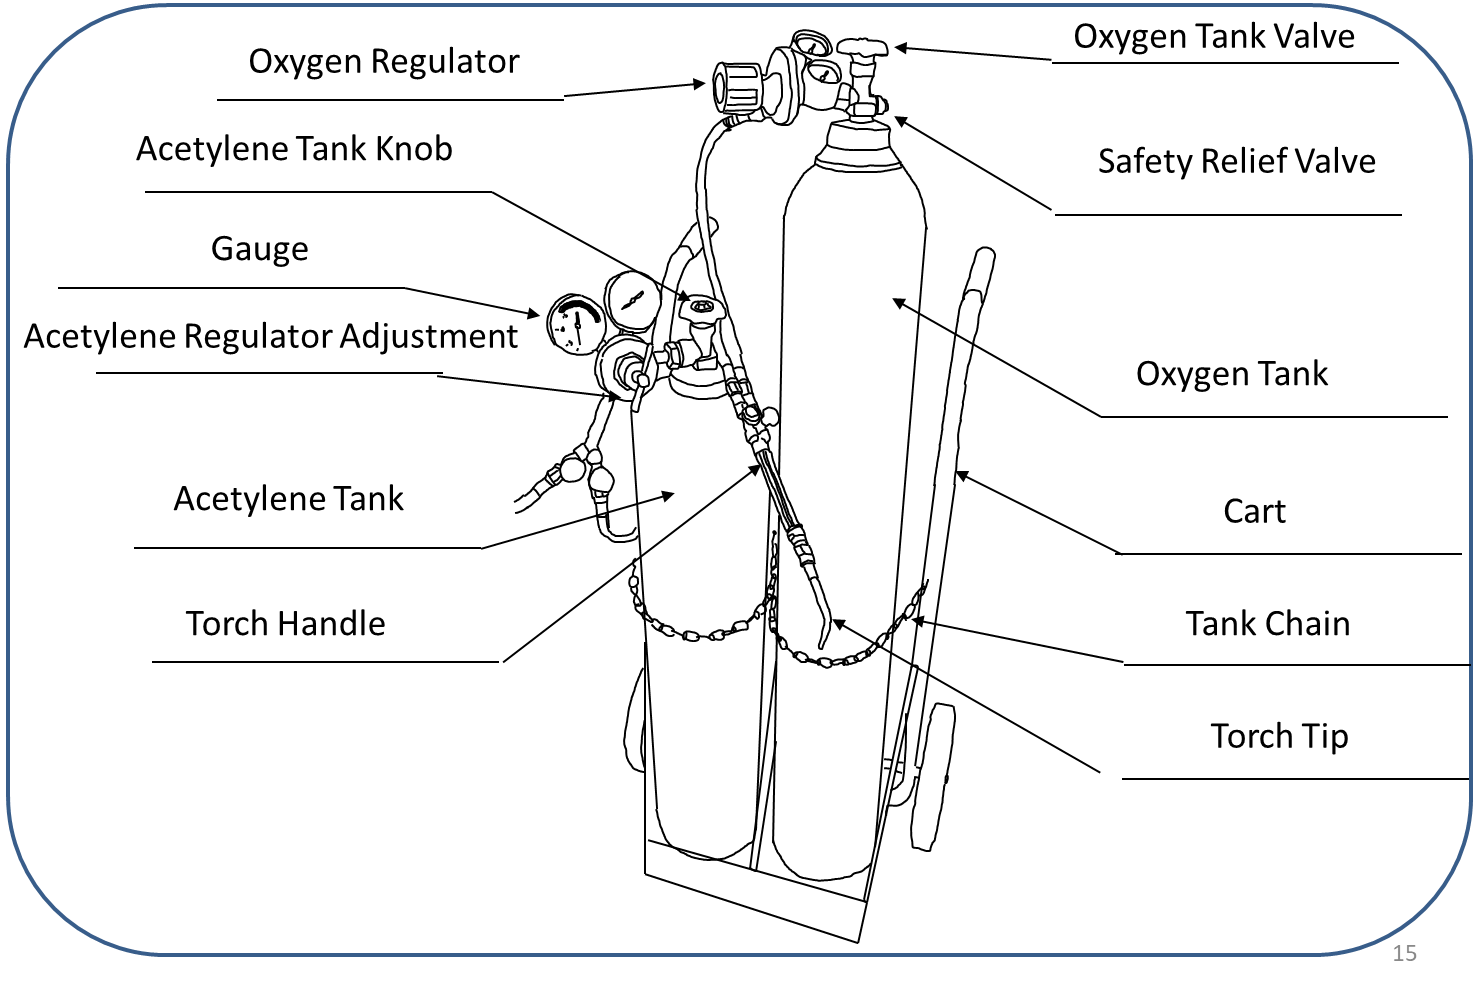 Oxygen Regulator
Acetylene Tank Knob
Gauge
Acetylene Regulator Adjustment
Acetylene Tank
Torch Handle
Oxygen Tank Valve
Safety Relief Valve
Oxygen Tank
Cart
Tank Chain
Torch Tip
15